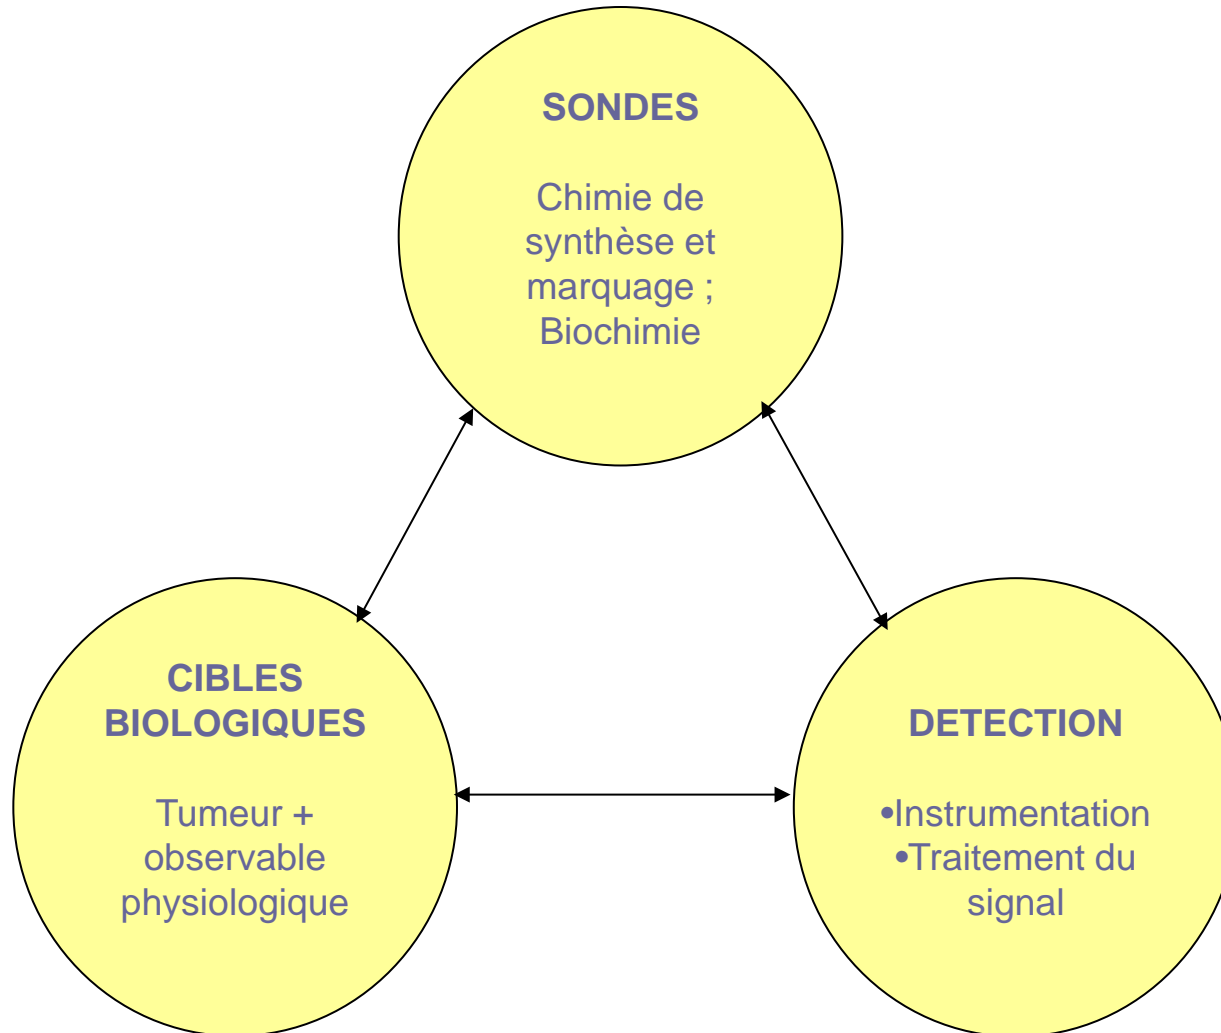 SONDES
Chimie de
synthèse et
marquage ;
Biochimie
CIBLES
BIOLOGIQUES
Tumeur +
observable
physiologique
DETECTION
•Instrumentation
•Traitement du
signal